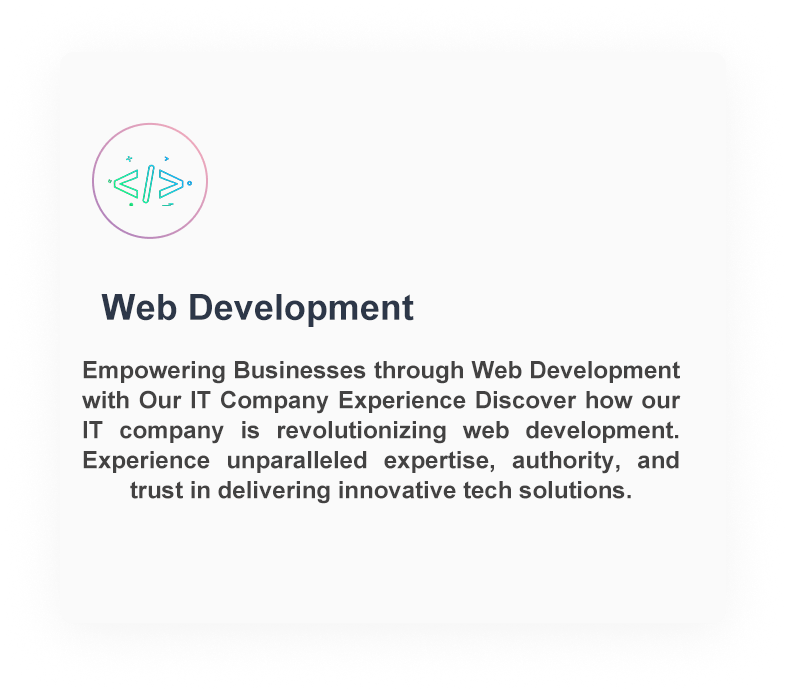 Web Development
Empowering Businesses through Web Development
with Our IT Company Experience Discover how our
IT company is revolutionizing web development.
Experience unparalleled expertise, authority, and
trust in delivering innovative tech solutions.